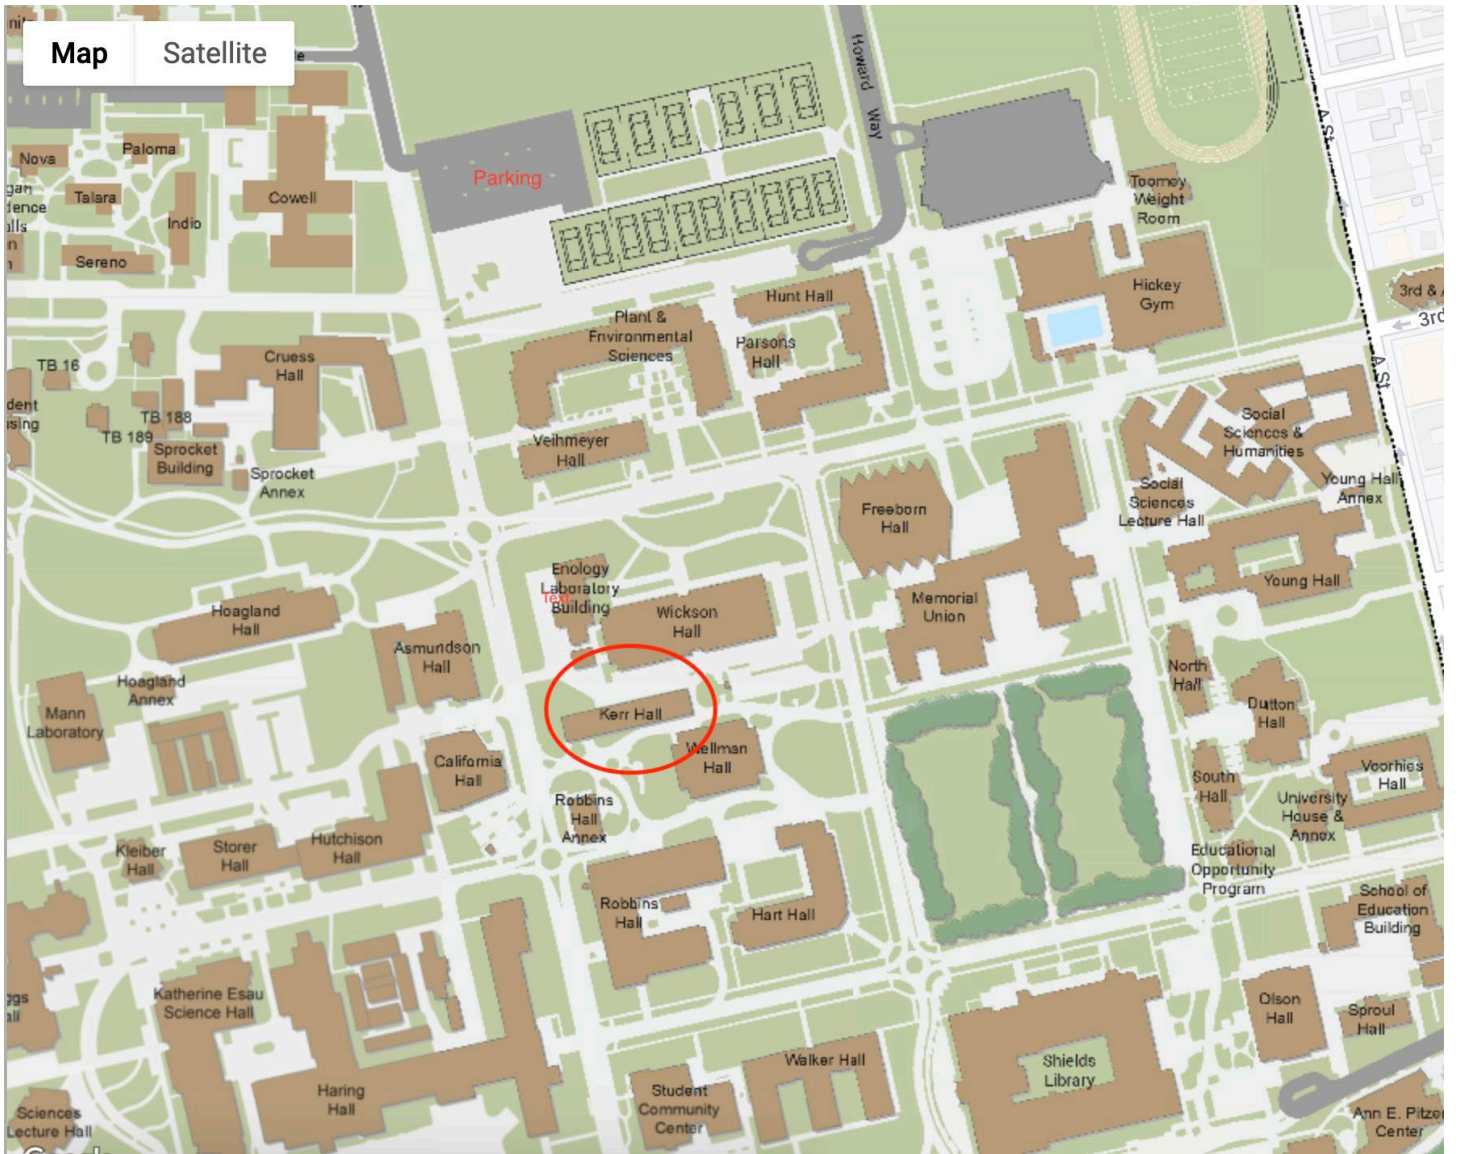 Map
Satellite
Howard
Way
A St
Nova
Paloma
Talara
Indio
Sereno
Cowell
Parking
Toomey
Weight
Room
Hickey
Gym
3rd &
3rd
A St
Hunt Hall
Plant &
Environmental
Sciences
Parsons
Hall
Cruess
Hall
TB 16
TB 188
TB 189
Sprocket
Building
Sprocket
Annex
Veihmeyer
Hall
Social
Sciences &
Humanities
Social
Sciences
Lecture Hall
Young Hall
Annex
Young Hall
Freeborn
Hall
Memorial
Union
Enology
Laboratory
Building
Text
Wickson
Hall
Hoagland
Hall
Asmundson
Hall
Hoagland
Annex
Mann
Laboratory
Kerr Hall
Wellman
Hall
California
Hall
North
Hall
Dutton
Hall
South
Hall
Voorhies
Hall
University
House &
Annex
Educational
Opportunity
Program
School of
Education
Building
Robbins
Hall
Annex
Kleiber
Hall
Storer
Hall
Hutchison
Hall
Robbins
Hall
Hart Hall
Katherine Esau
Science Hall
Haring
Hall
Sciences
Lecture Hall
Student
Community
Center
Walker Hall
Shields
Library
Olson
Hall
Sproul
Hall
Ann E. Pitzer
Center